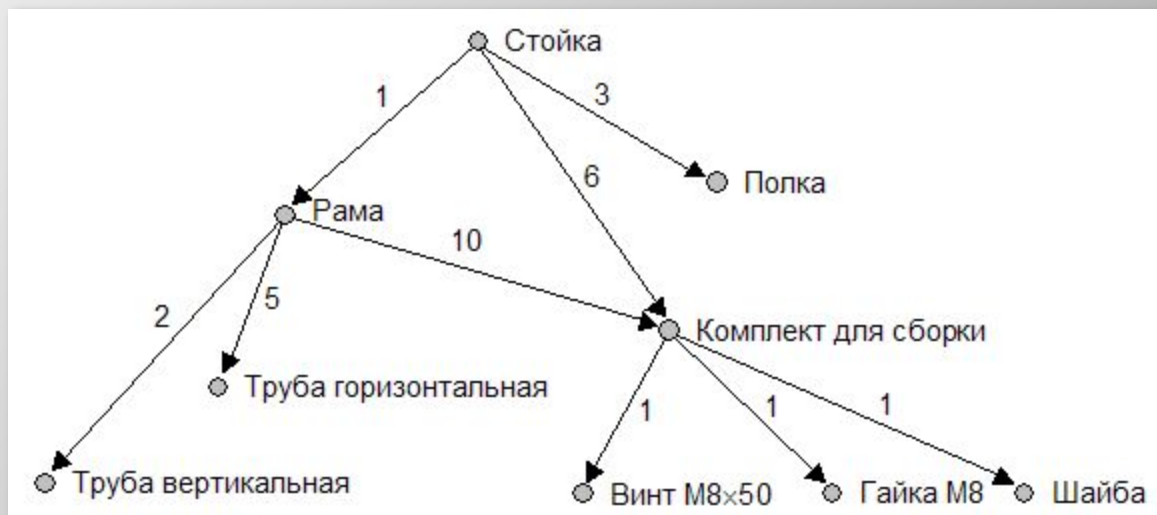 Стойка
1
3
6
Полка
Рама
10
2
5
Комплект для сборки
Труба горизонтальная
1
1
1
Труба вертикальная
Винт М8×50
Гайка М8
Шайба